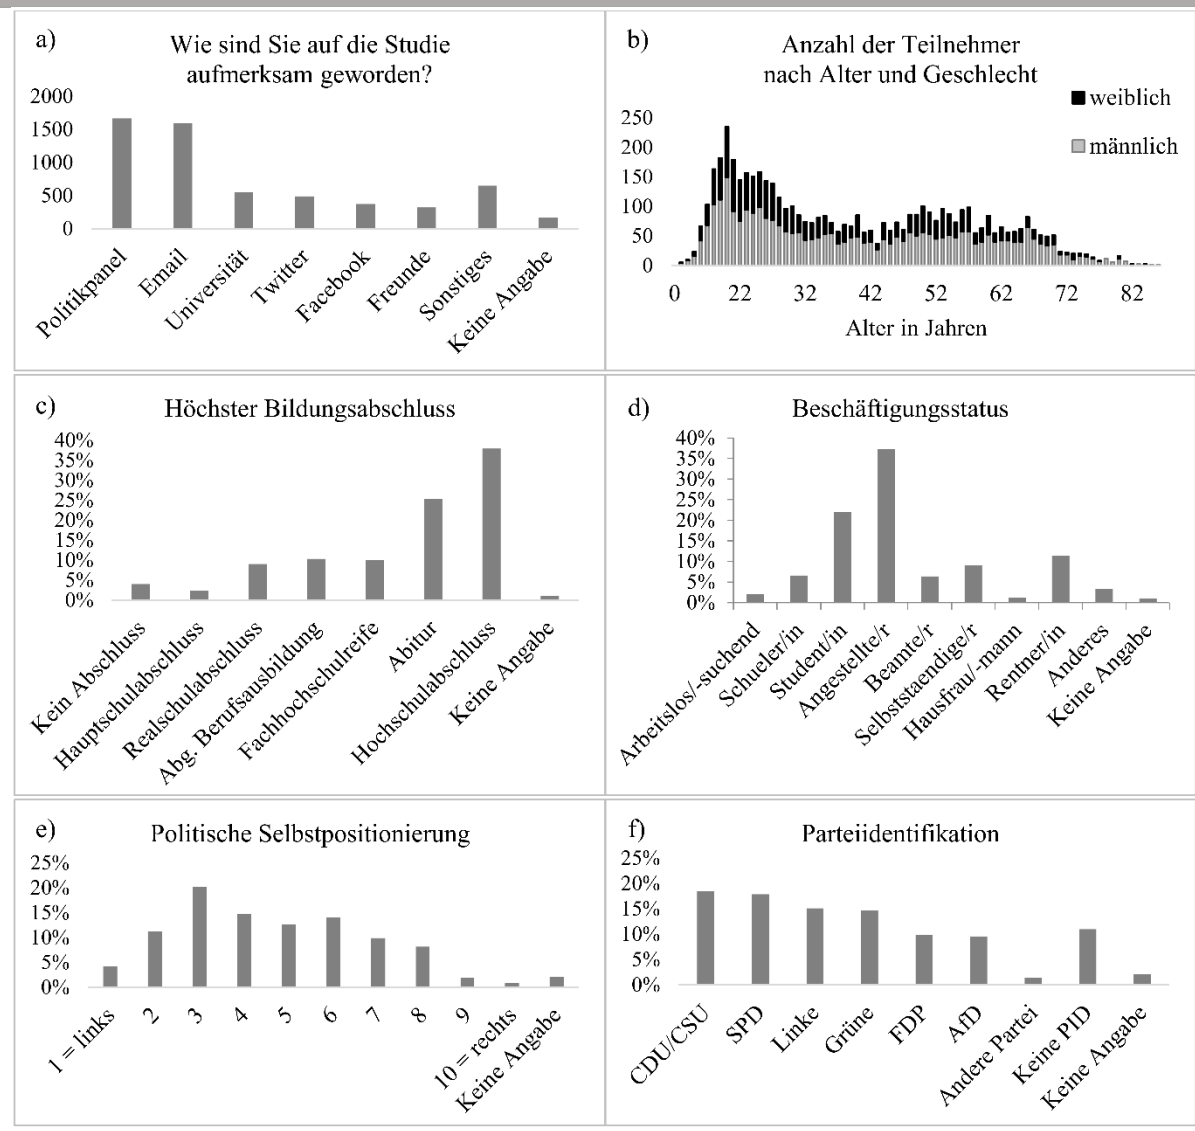 a)
Wie sind Sie auf die Studie
aufmerksam geworden?
2000
1500
1000
500
0
Politikpanel
Email
Universität
Twitter
Facebook
Freunde
Sonstiges
Keine Angabe
b)
Anzahl der Teilnehmer
nach Alter und Geschlecht
weiblich
männlich
250
200
150
100
50
0
0 22 32 42 52 62 72 82
Alter in Jahren
c)
Höchster Bildungsabschluss
40%
35%
30%
25%
20%
15%
10%
5%
0%
Kein Abschluss
Hauptschulabschluss
Realschulabschluss
Abg. Berufsausbildung
Fachhochschulreife
Abitur
Hochschulabschluss
Keine Angabe
d)
Beschäftigungsstatus
40%
35%
30%
25%
20%
15%
10%
5%
0%
Arbeitslos/-suchend
Schueler/in
Student/in
Angestellte/r
Beamte/r
Selbststaendige/r
Hausfrau/-mann
Rentner/in
Anderes
Keine Angabe
e)
Politische Selbstpositionierung
25%
20%
15%
10%
5%
0%
1 = links
2
3
4
5
6
7
8
9
10 = rechts
Keine Angabe
f)
Parteiidentifikation
25%
20%
15%
10%
5%
0%
CDU/CSU
SPD
Linke
Grüne
FDP
AfD
Andere Partei
Keine PID
Keine Angabe